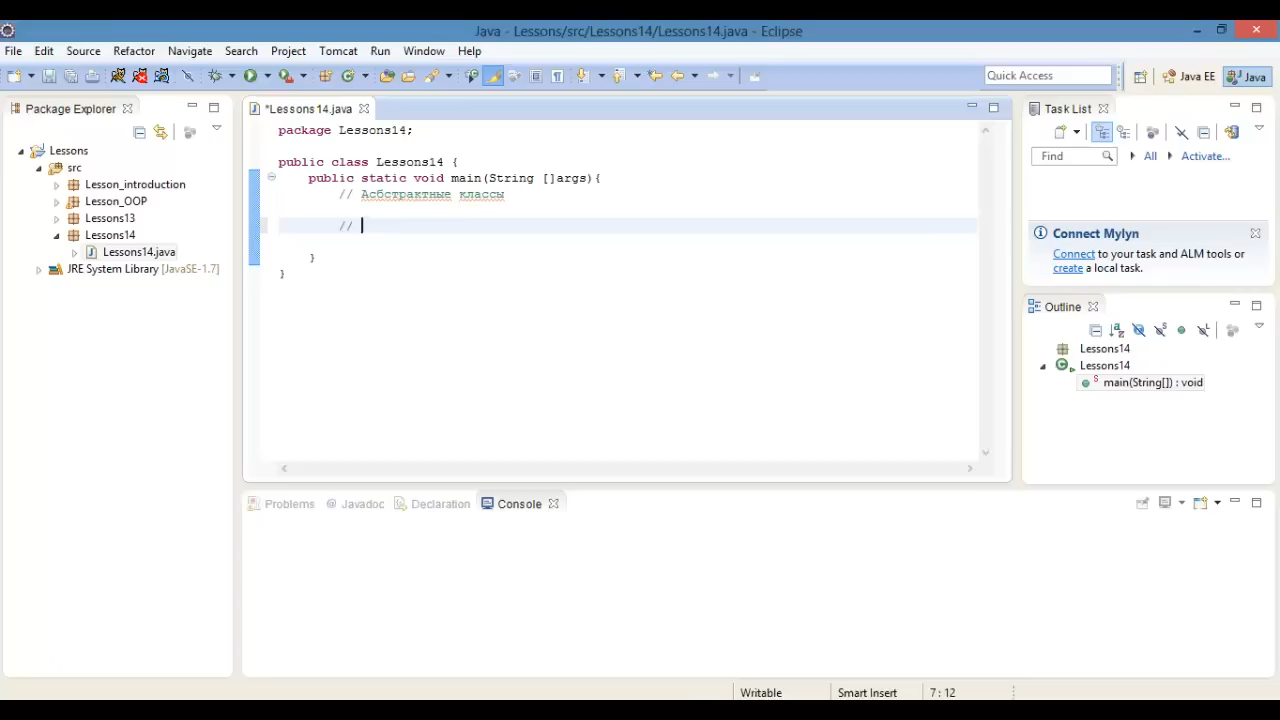 Java - Lessons/src/Lessons14/Lessons14.java - Eclipse
File Edit Source Refactor Navigate Search Project Tomcat Run Window Help
Quick Access
Java EE
Java
Package Explorer
*Lessons14.java
Task List
Lessons
src
Lesson_introduction
Lesson_OOP
Lessons13
Lessons14
Lessons14.java
JRE System Library [JavaSE-1.7]
package Lessons14;
public class Lessons14 {
public static void main(String []args){
// Асбстрактные классы
//
}
}
Find
All
Activate...
Connect Mylyn
Connect to your task and ALM tools or
create a local task.
Outline
Lessons14
Lessons14
main(String[]) : void
Problems
@ Javadoc
Declaration
Console
Writable
Smart Insert
7 : 12